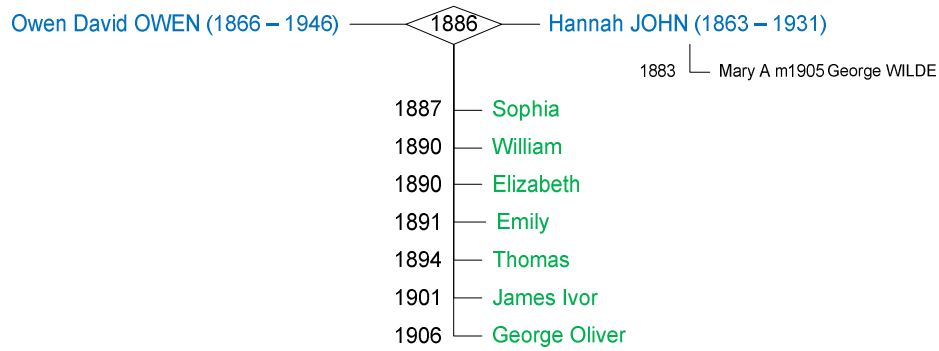 Owen David OWEN (1866 – 1946) 1886 Hannah JOHN (1863 – 1931)
1883 Mary A m1905 George WILDE
1887 Sophia
1890 William
1890 Elizabeth
1891 Emily
1894 Thomas
1901 James Ivor
1906 George Oliver